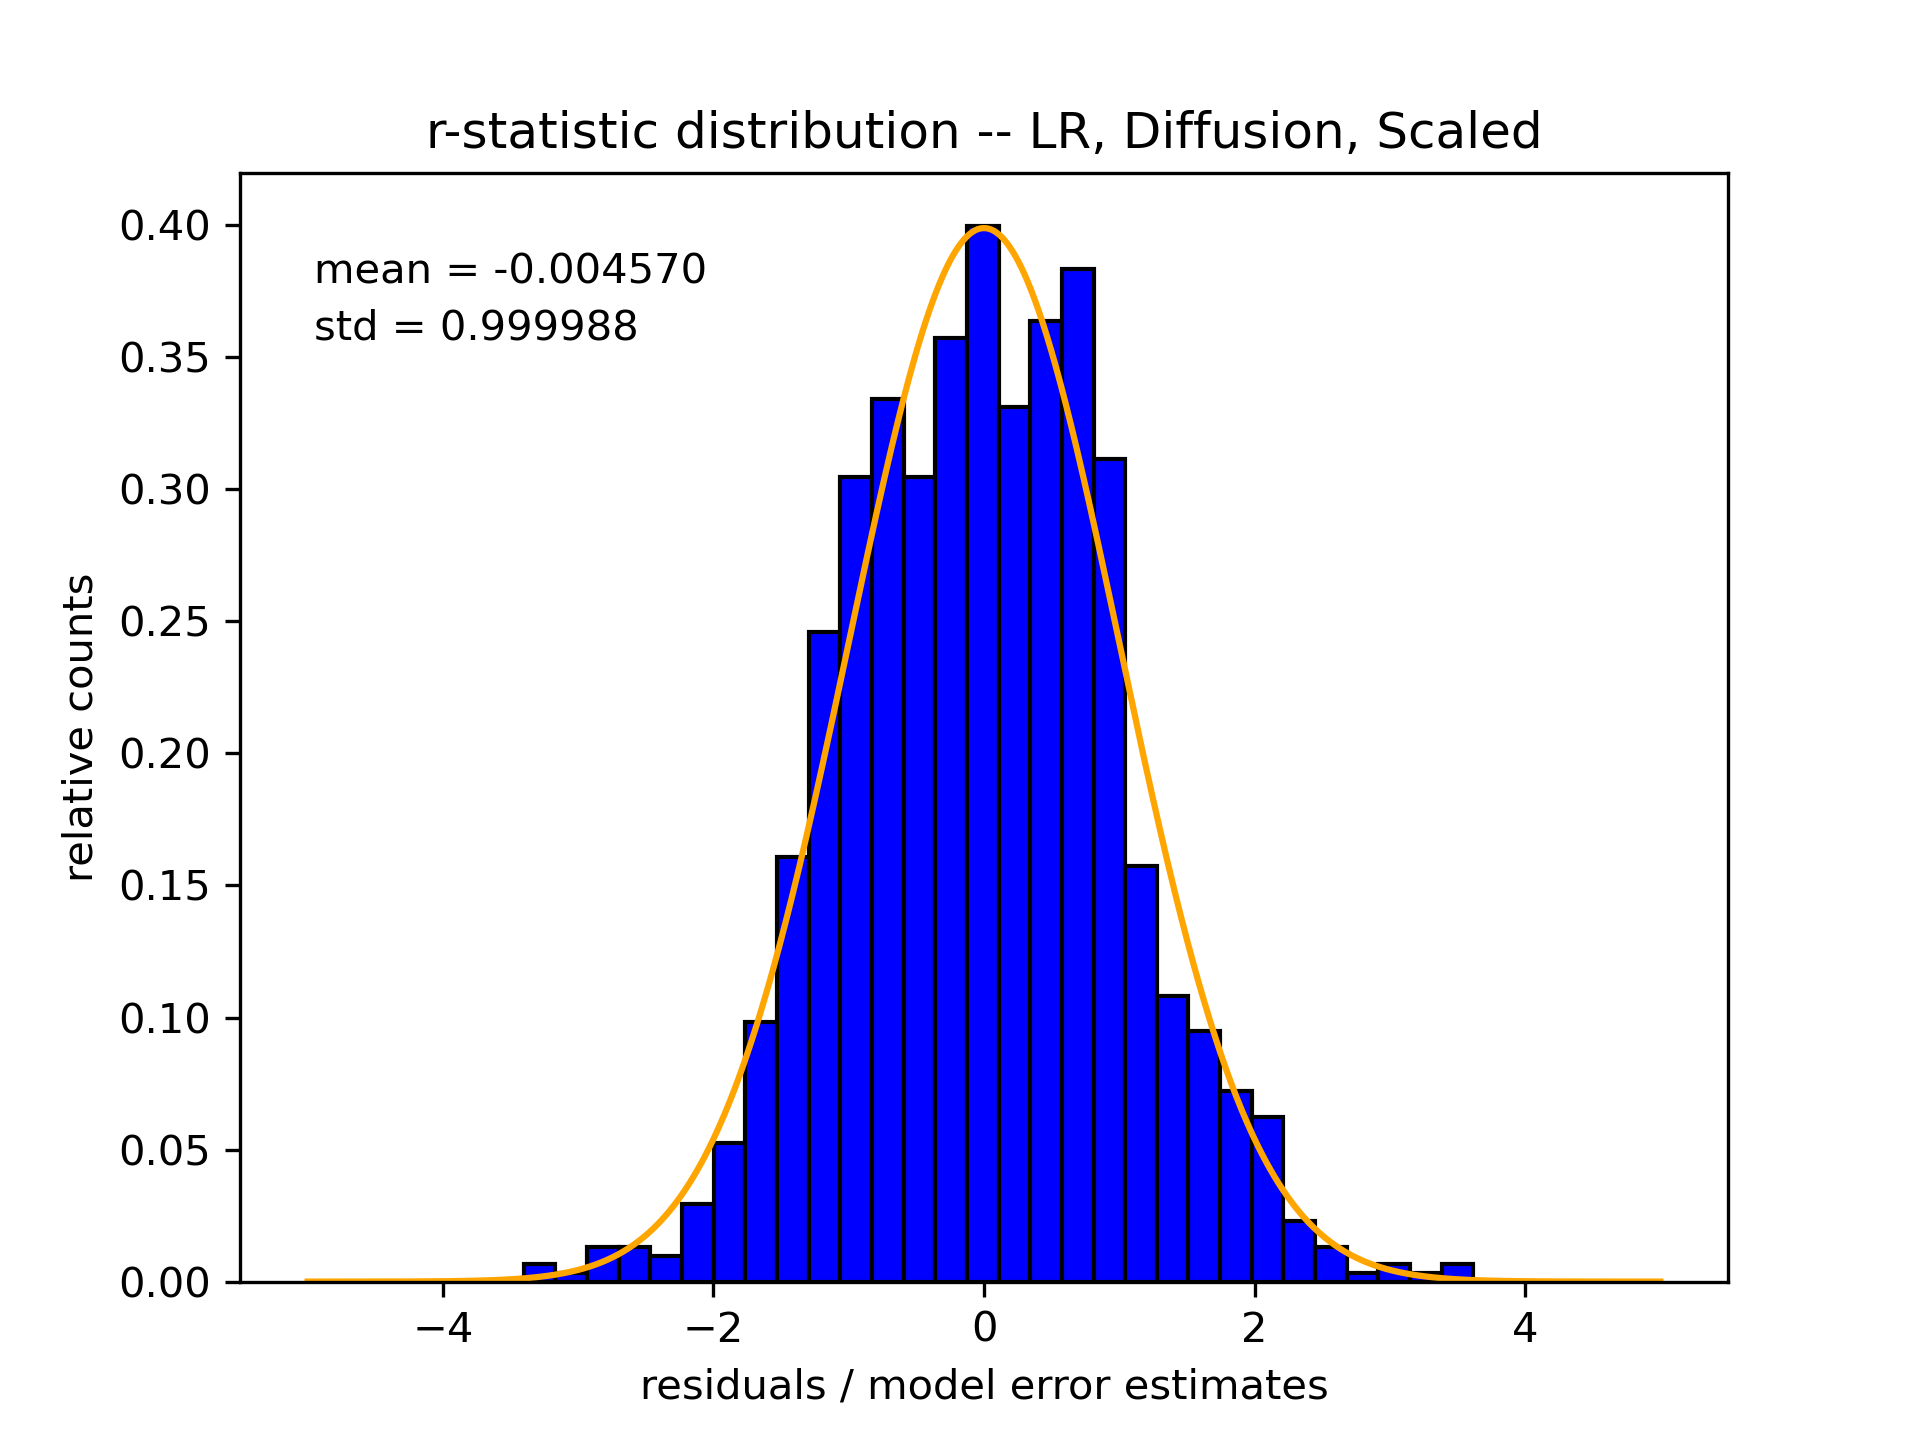 r-statistic distribution -- LR, Diffusion, Scaled
mean = -0.004570
std = 0.999988
relative counts
0.40
0.35
0.30
0.25
0.20
0.15
0.10
0.05
0.00
−4 −2 0 2 4
residuals / model error estimates